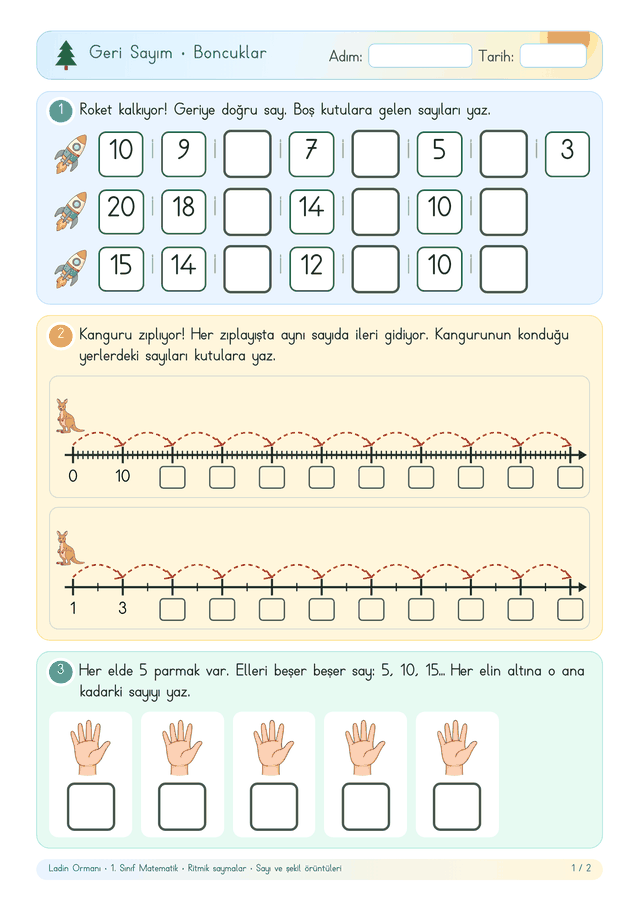 Geri Sayım · Boncuklar
Adım:
Tarih:
1 Roket kalkıyor! Geriye doğru say. Boş kutulara gelen sayıları yaz.
10 9 7 5 3
20 18 14 10
15 14 12 10
2 Kanguru zıplıyor! Her zıplayışta aynı sayıda ileri gidiyor. Kangurunun konduğu
yerlerdeki sayıları kutulara yaz.
0 10
1 3
3 Her elde 5 parmak var. Elleri beşer beşer say: 5, 10, 15... Her elin altına o ana
kadarki sayıyı yaz.
Ladin Ormanı · 1. Sınıf Matematik · Ritmik saymalar · Sayı ve şekil örüntüleri
1 / 2